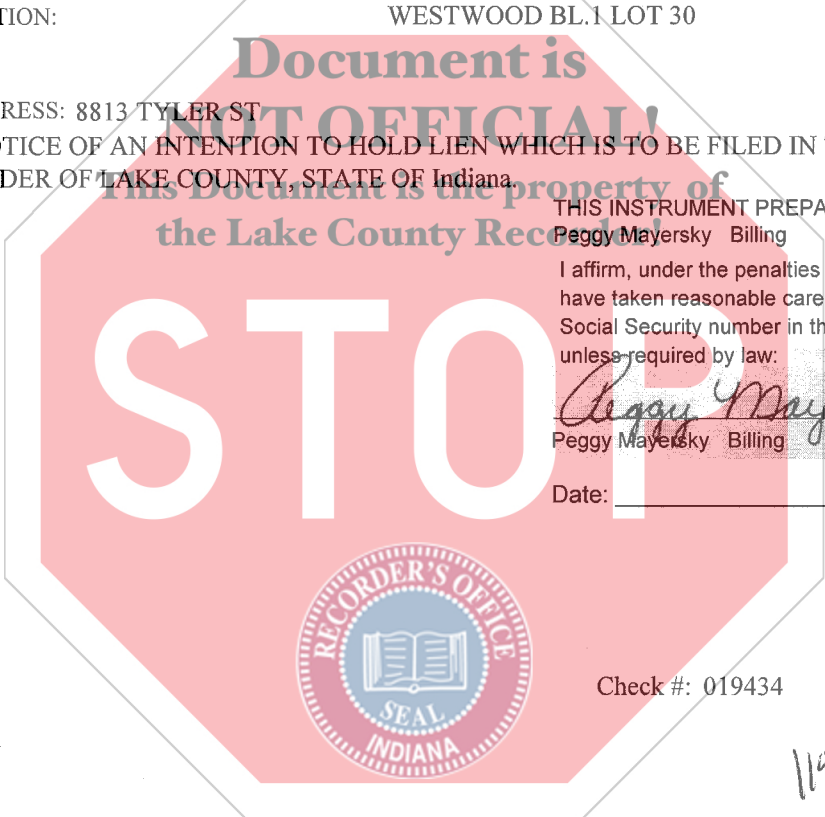 TION: WESTWOOD BL.1 LOT 30
Document is
RESS: 8813 TYLER ST
NOT OFFICIAL!
TICE OF AN INTENTION TO HOLD LIEN WHICH IS TO BE FILED IN
DER OF LAKE COUNTY, STATE OF Indiana.
This Document is the property of
the Lake County Recorder!
THIS INSTRUMENT PREPA
Peggy Mayersky Billing
I affirm, under the penalties
have taken reasonable care
Social Security number in th
unless required by law:
Peggy May
Peggy Mayersky Billing
Date:
STOP
RECORDER'S OFFICE
SEAL
INDIANA
Check #: 019434